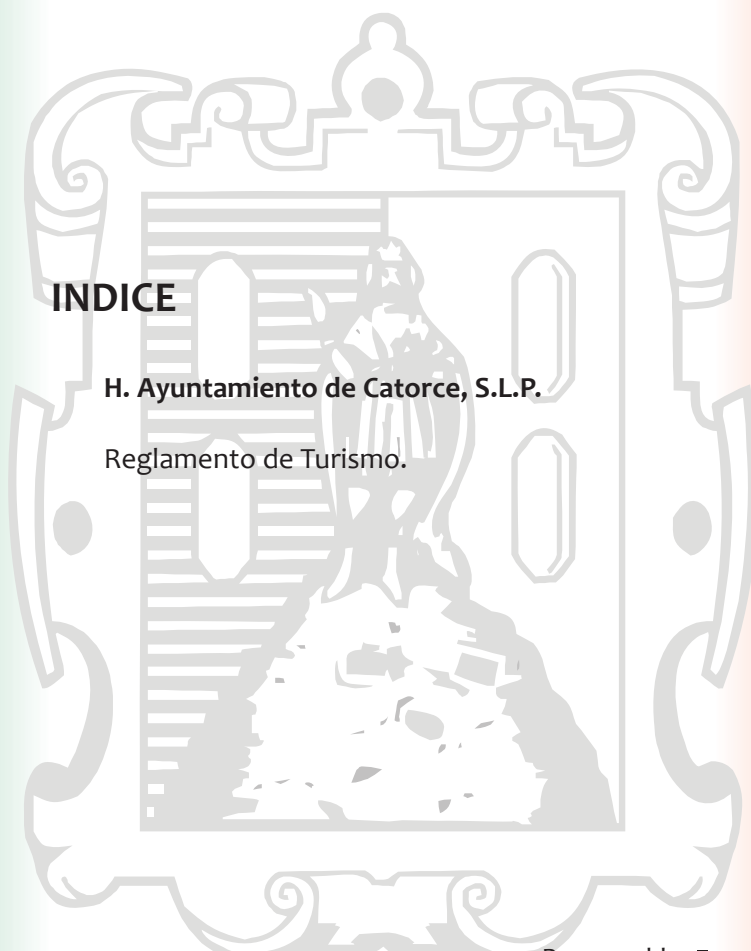 INDICE
H. Ayuntamiento de Catorce, S.L.P.
Reglamento de Turismo.